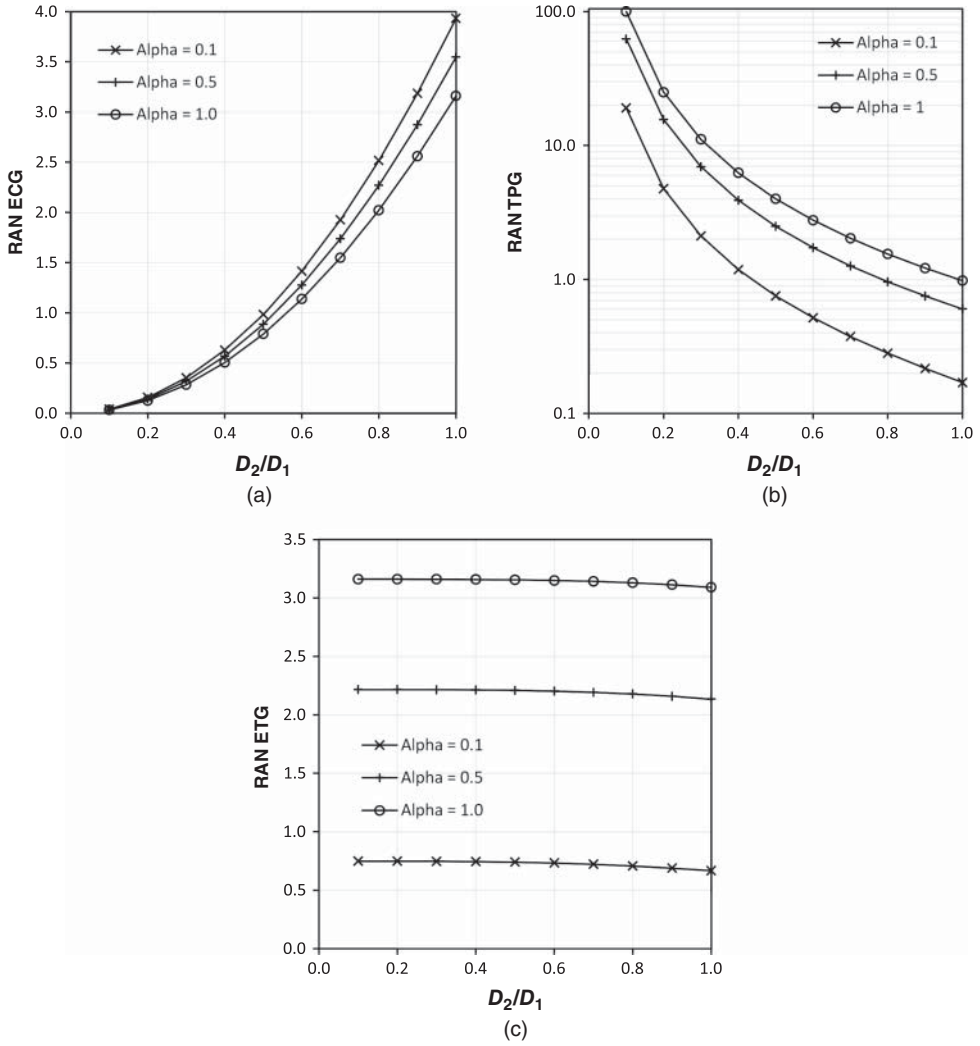 4.0
3.5
3.0
2.5
2.0
1.5
1.0
0.5
0.0
RAN ECG
Alpha = 0.1
Alpha = 0.5
Alpha = 1.0
0.0 0.2 0.4 0.6 0.8 1.0
D₂/D₁
(a)
100.0
10.0
1.0
0.1
RAN TPG
Alpha = 0.1
Alpha = 0.5
Alpha = 1
0.0 0.2 0.4 0.6 0.8 1.0
D₂/D₁
(b)
3.5
3.0
2.5
2.0
1.5
1.0
0.5
0.0
RAN ETG
Alpha = 0.1
Alpha = 0.5
Alpha = 1.0
0.0 0.2 0.4 0.6 0.8 1.0
D₂/D₁
(c)